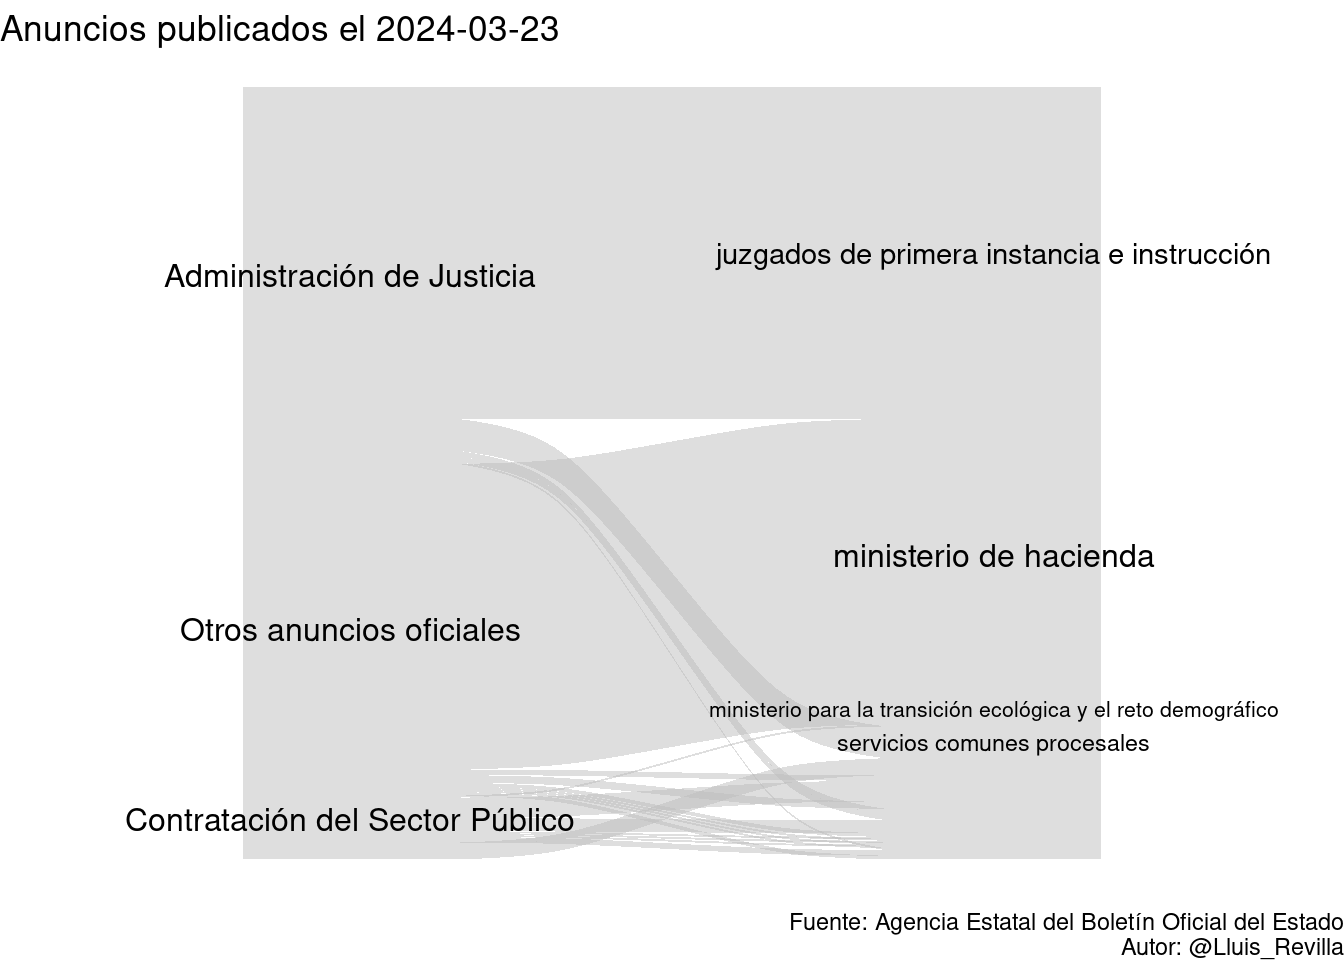 Anuncios publicados el 2024-03-23
juzgados de primera instancia e instrucción
Administración de Justicia
ministerio de hacienda
Otros anuncios oficiales
ministerio para la transición ecológica y el reto demográfico
servicios comunes procesales
Contratación del Sector Público
Fuente: Agencia Estatal del Boletín Oficial del Estado
Autor: @Lluis_Revilla